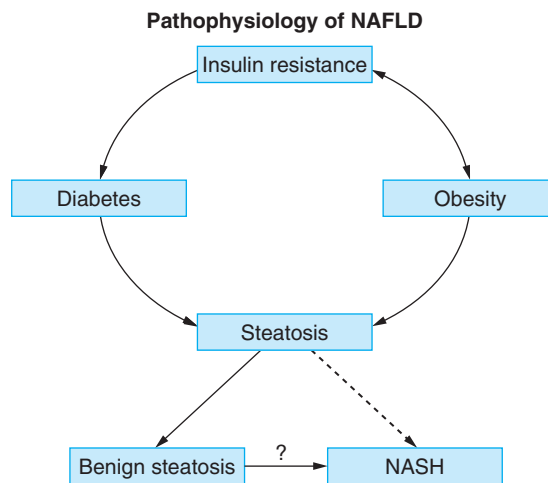 Pathophysiology of NAFLD
Insulin resistance
Diabetes
Obesity
Steatosis
?
Benign steatosis
NASH